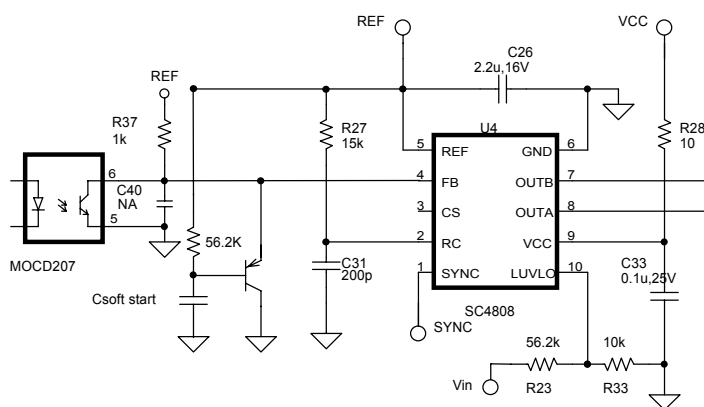 REF
VCC
C26
2.2u,16V
REF
R37
1k
R27
15k
U4
R28
10
5
REF
GND
6
6
C40
NA
5
4
FB
OUTB
7
3
CS
OUTA
8
56.2K
2
RC
VCC
9
MOCD207
C31
200p
1
SYNC
LUVLO
10
C33
0.1u,25V
Csoft start
SC4808
SYNC
56.2k
10k
Vin
R23
R33